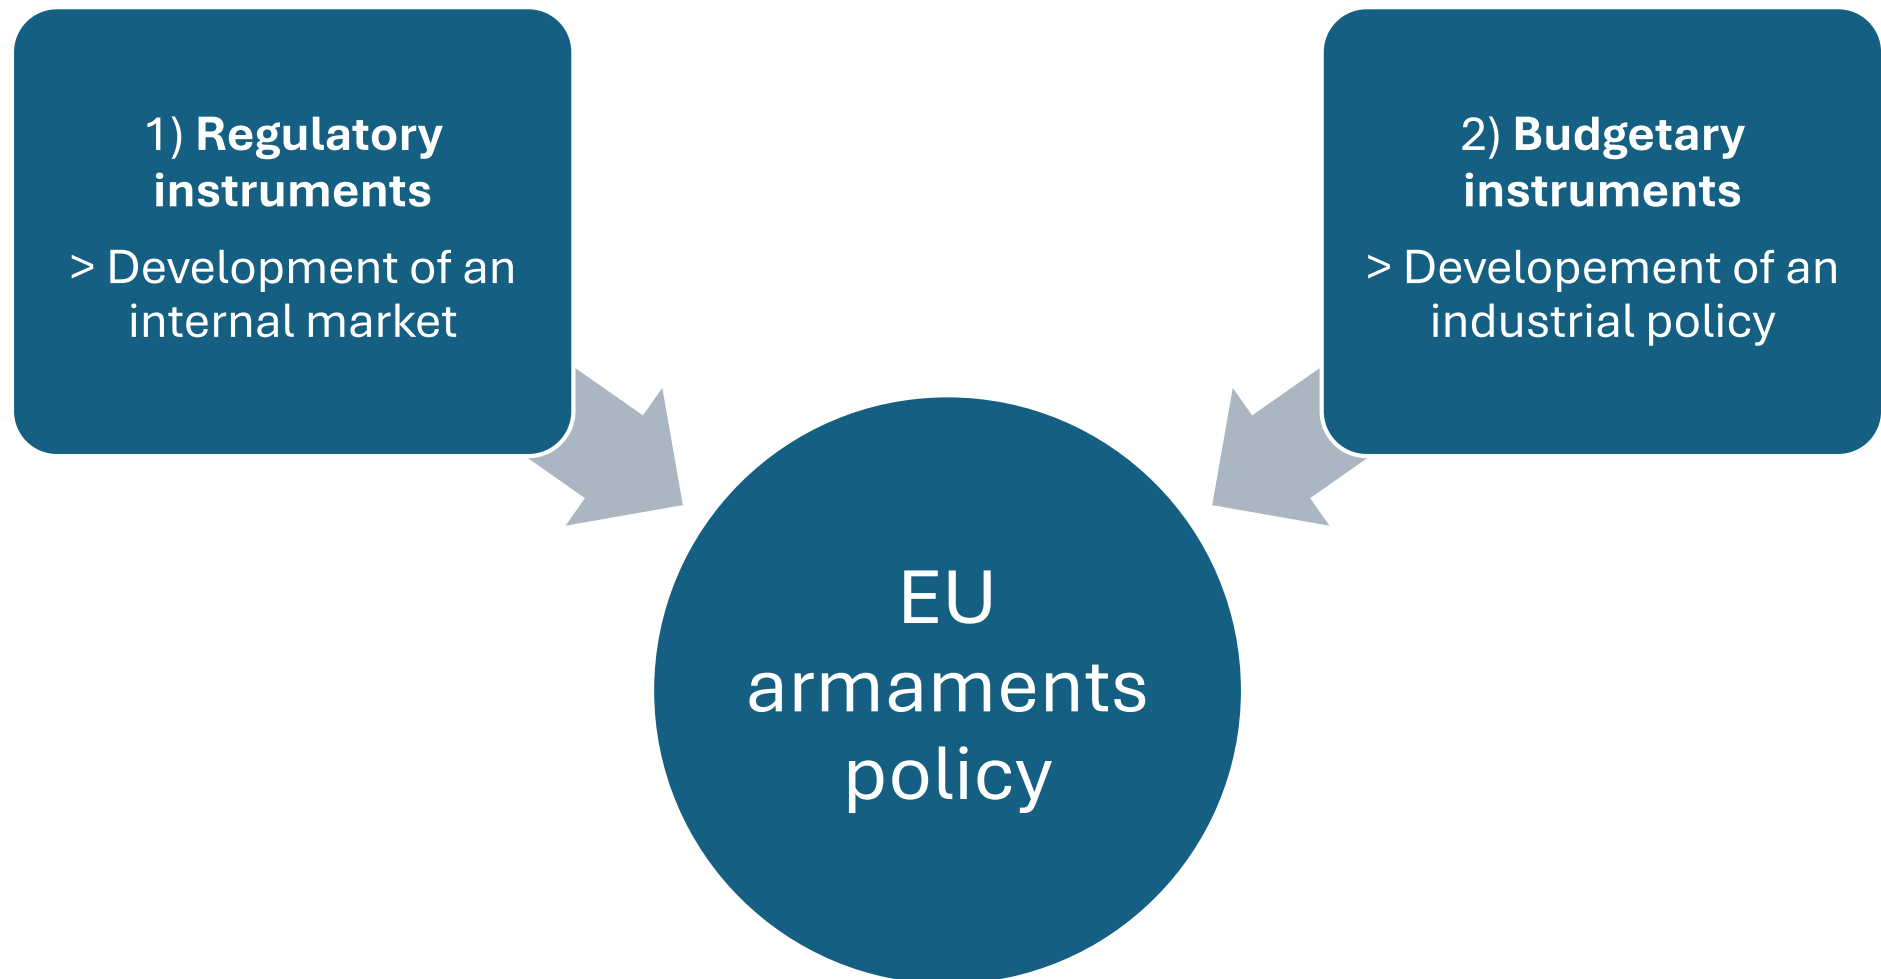 1) Regulatory
instruments
> Development of an
internal market
2) Budgetary
instruments
> Developement of an
industrial policy
EU
armaments
policy